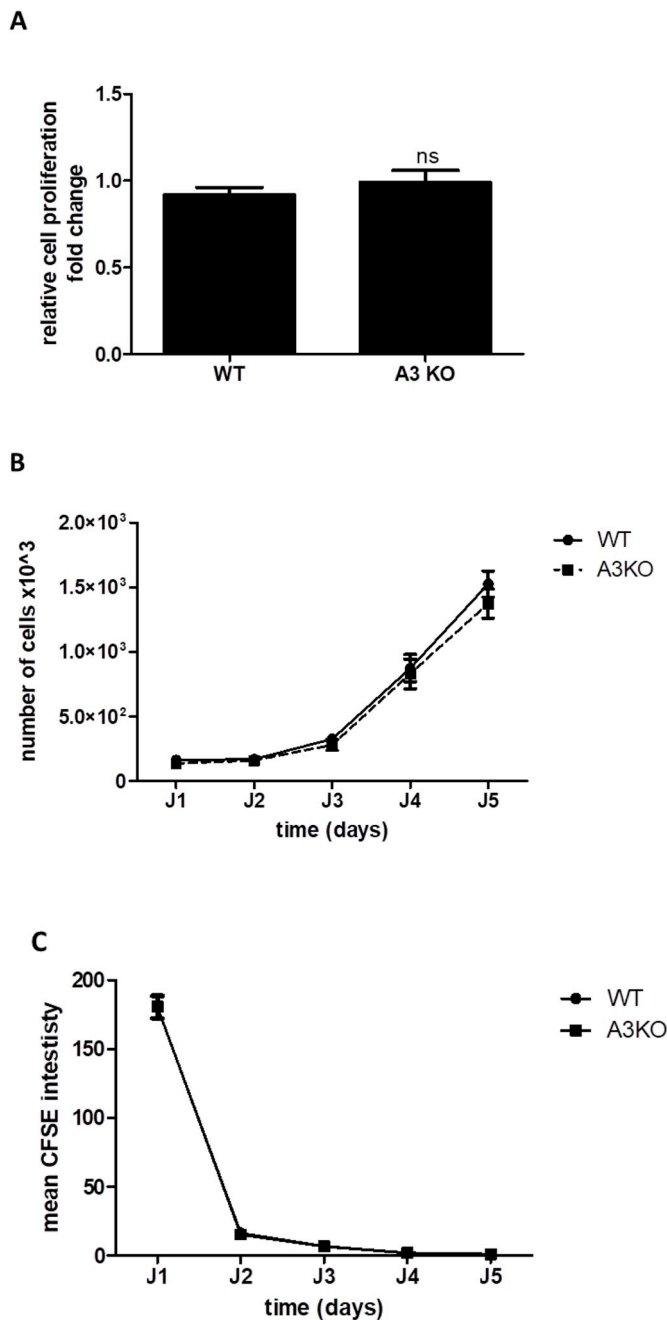 A
relative cell proliferation
fold change
1.5
1.0
0.5
0.0
ns
WT
A3 KO
B
number of cells x10^3
2.0×10³
1.5×10³
1.0×10³
5.0×10²
0
J1 J2 J3 J4 J5
time (days)
WT
A3KO
C
mean CFSE intestisty
200
150
100
50
0
J1 J2 J3 J4 J5
time (days)
WT
A3KO